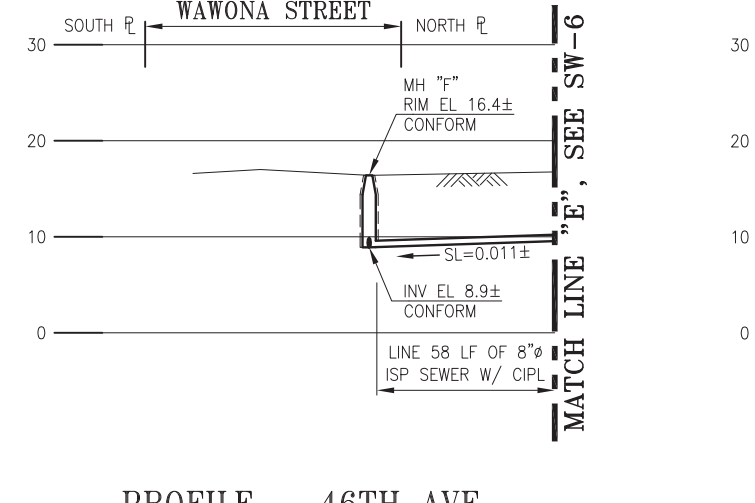 WAWONA STREET
SOUTH ℄ NORTH ℄
30 30
MH "F"
RIM EL 16.4±
CONFORM
20 20
10 10
SL=0.011±
INV EL 8.9±
CONFORM
0 0
LINE 58 LF OF 8"ø
ISP SEWER W/ CIPL
MATCH LINE "E", SEE SW-6
PROFILE 46TH AVE